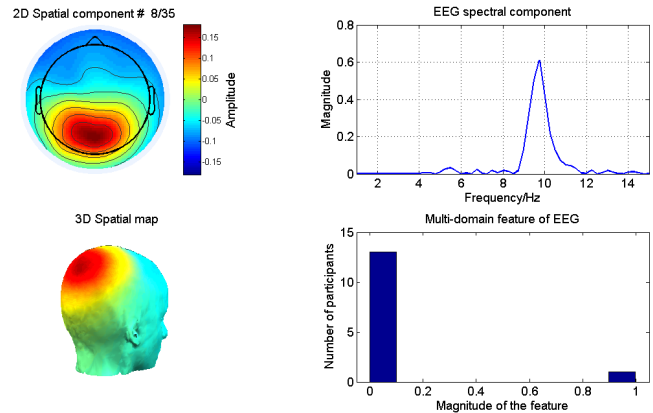 2D Spatial component # 8/35
0.15
0.1
0.05
0
-0.05
-0.1
-0.15
Amplitude
EEG spectral component
0.8
0.6
0.4
0.2
0
Magnitude
2 4 6 8 10 12 14
Frequency/Hz
3D Spatial map
Multi-domain feature of EEG
15
10
5
0
Number of participants
0 0.2 0.4 0.6 0.8 1
Magnitude of the feature